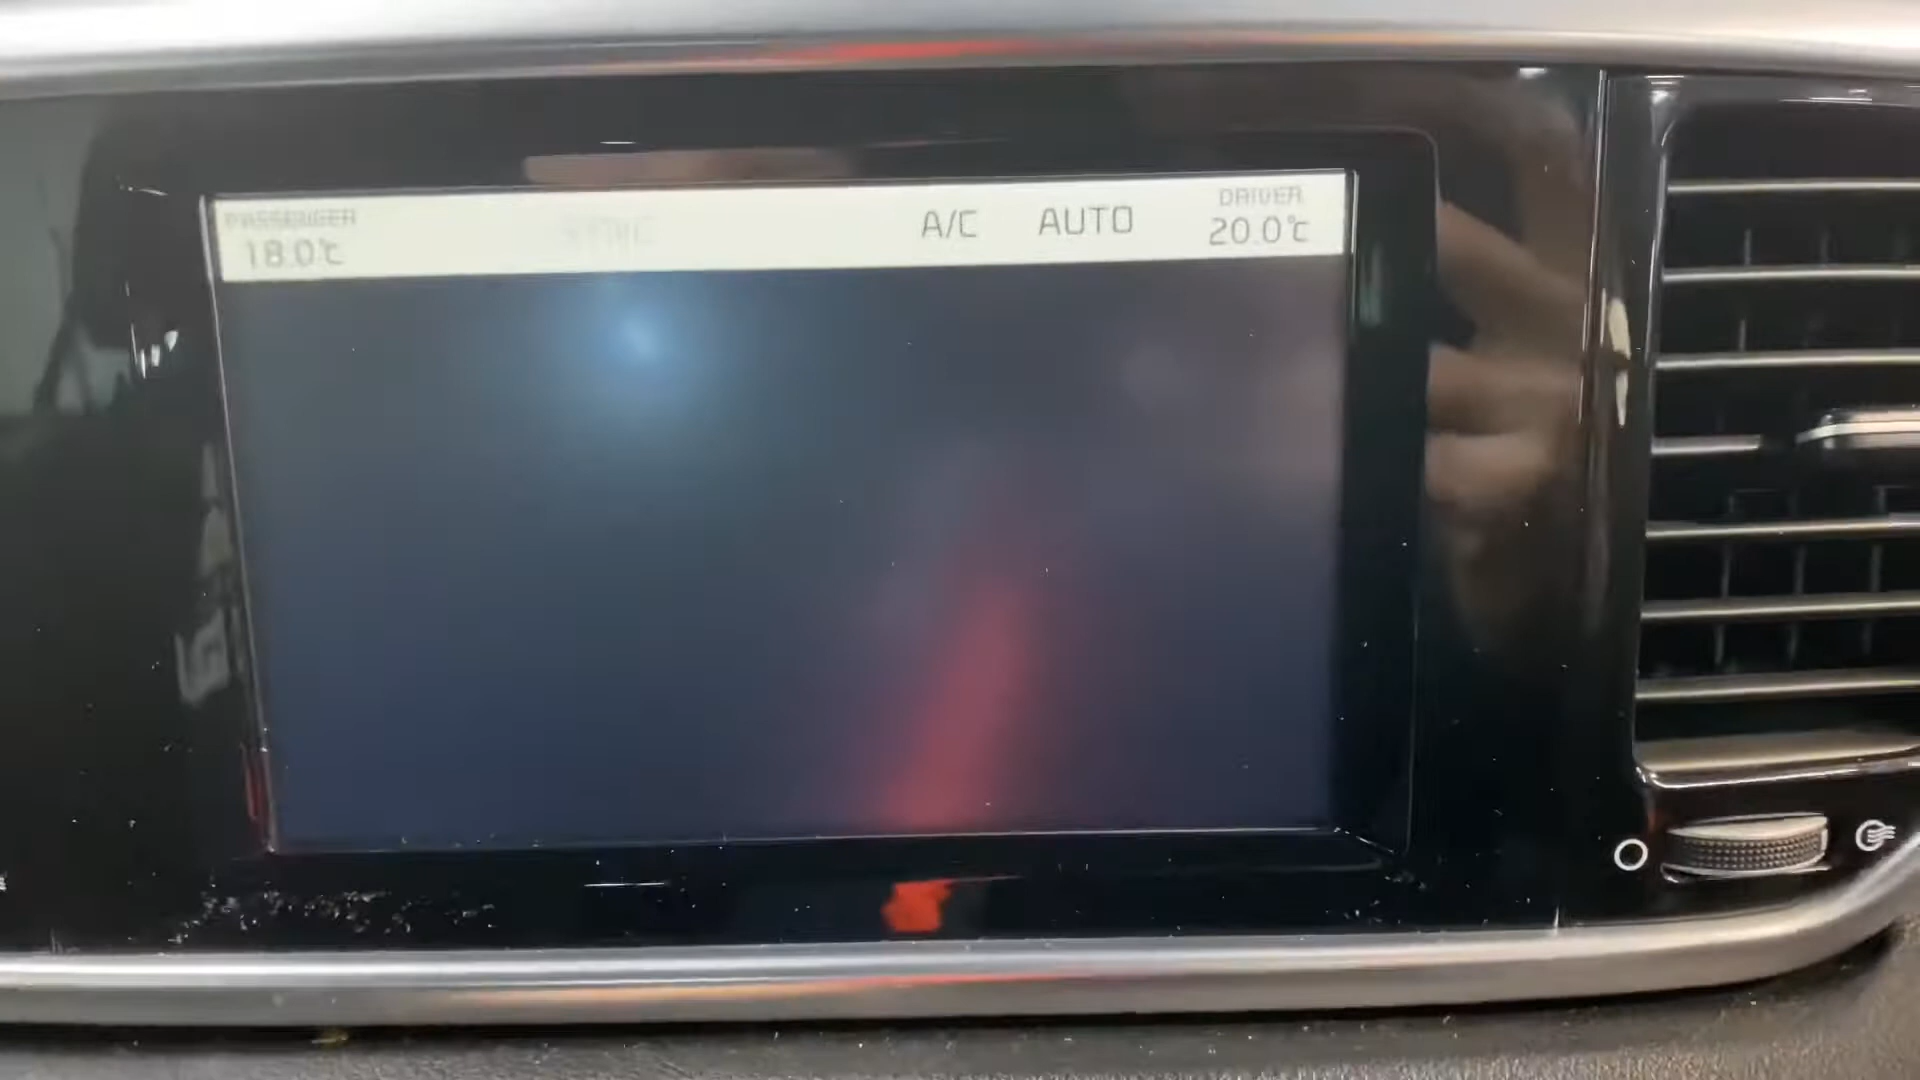 PASSENGER
18.0℃
SYNC
A/C
AUTO
DRIVER
20.0℃